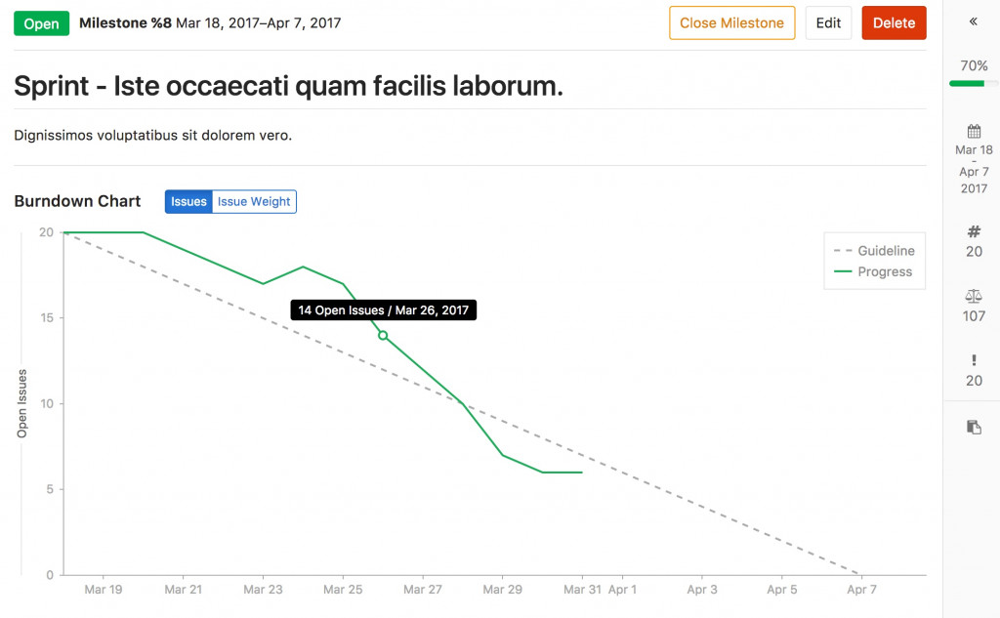 Open Milestone %8 Mar 18, 2017–Apr 7, 2017 Close Milestone Edit Delete
«
70%
Sprint - Iste occaecati quam facilis laborum.
Dignissimos voluptatibus sit dolorem vero.
Mar 18
-
Apr 7
2017
Burndown Chart Issues Issue Weight
#
20
107
!
20
Guideline
Progress
14 Open Issues / Mar 26, 2017
Open Issues
20
15
10
5
0
Mar 19 Mar 21 Mar 23 Mar 25 Mar 27 Mar 29 Mar 31 Apr 1 Apr 3 Apr 5 Apr 7